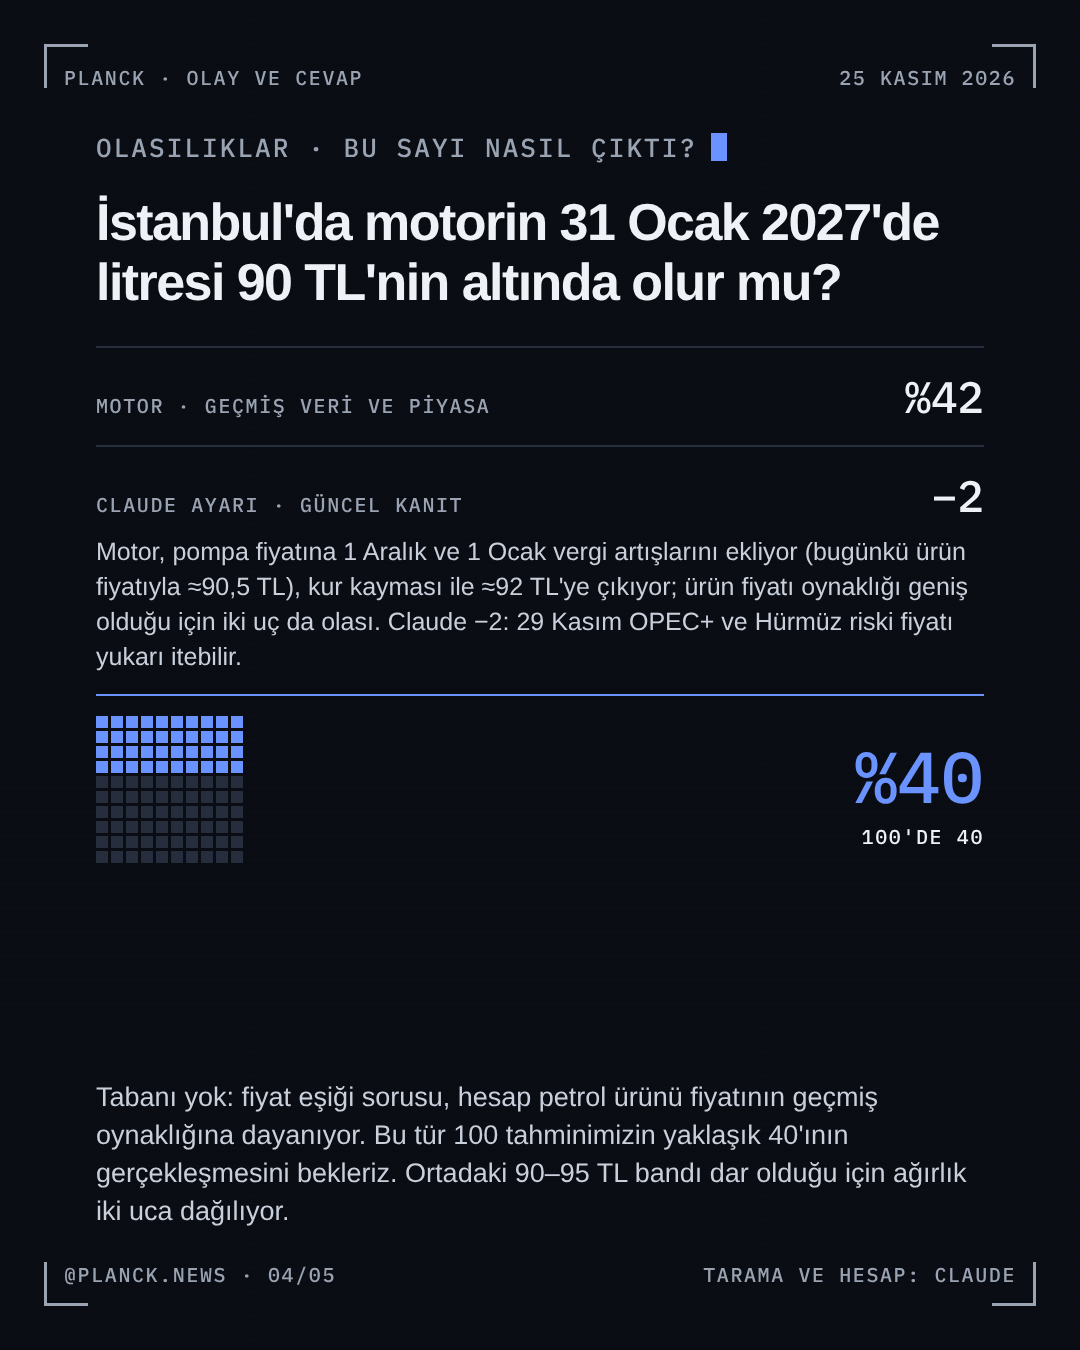 PLANCK · OLAY VE CEVAP
25 KASIM 2026
OLASILIKLAR · BU SAYI NASIL ÇIKTI?
İstanbul'da motorin 31 Ocak 2027'de
litresi 90 TL'nin altında olur mu?
MOTOR · GEÇMİŞ VERİ VE PİYASA
%42
CLAUDE AYARI · GÜNCEL KANIT
−2
Motor, pompa fiyatına 1 Aralık ve 1 Ocak vergi artışlarını ekliyor (bugünkü ürün
fiyatıyla ≈90,5 TL), kur kayması ile ≈92 TL'ye çıkıyor; ürün fiyatı oynaklığı geniş
olduğu için iki uç da olası. Claude −2: 29 Kasım OPEC+ ve Hürmüz riski fiyatı
yukarı itebilir.
%40
100'DE 40
Tabanı yok: fiyat eşiği sorusu, hesap petrol ürünü fiyatının geçmiş
oynaklığına dayanıyor. Bu tür 100 tahminimizin yaklaşık 40'ının
gerçekleşmesini bekleriz. Ortadaki 90–95 TL bandı dar olduğu için ağırlık
iki uca dağılıyor.
@PLANCK.NEWS · 04/05
TARAMA VE HESAP: CLAUDE